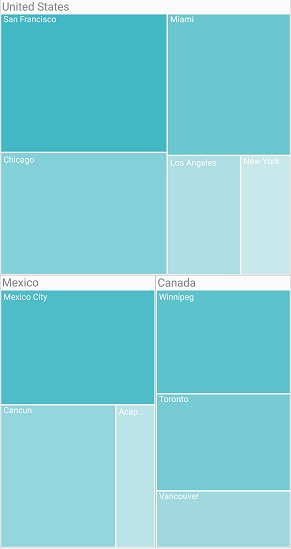 United States
San Francisco
Miami
Chicago
Los Angeles
New York
Mexico
Canada
Mexico City
Winnipeg
Cancun
Acap...
Toronto
Vancouver